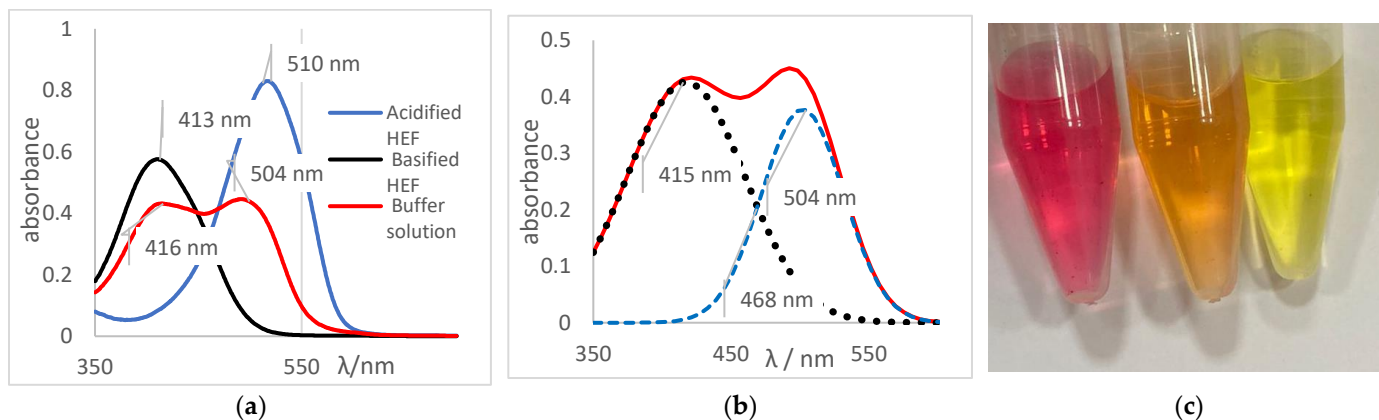 1
0.8
0.6
0.4
0.2
0
absorbance
350
550
λ/nm
510 nm
413 nm
504 nm
416 nm
Acidified
HEF
Basified
HEF
Buffer
solution
(a)
0.5
0.4
0.3
0.2
0.1
0
absorbance
350
450
λ / nm
550
415 nm
504 nm
468 nm
(b)
(c)